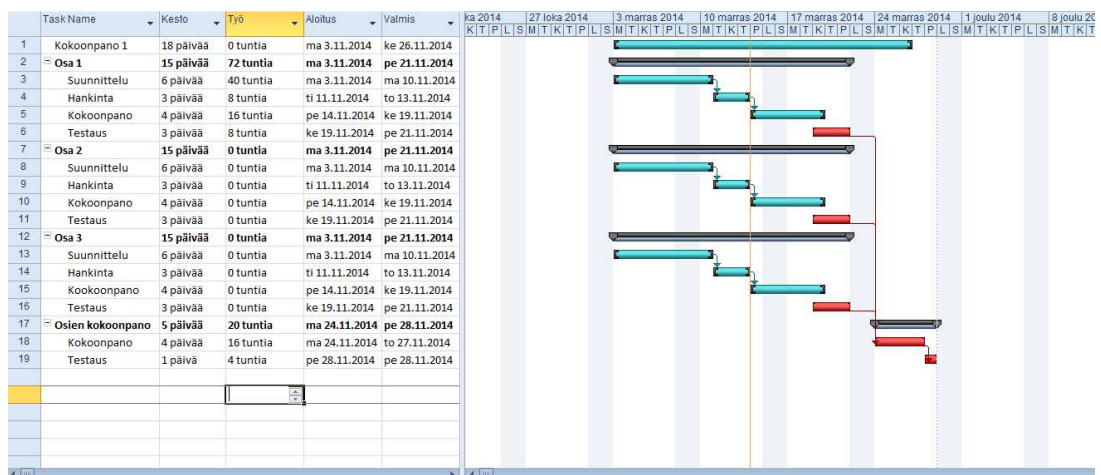 Task Name Kesto Työ Aloitus Valmis
ka 2014 27 loka 2014 3 marras 2014 10 marras 2014 17 marras 2014 24 marras 2014 1 joulu 2014 8 joulu 20
K T P L S M T K T P L S M T K T P L S M T K T P L S M T K T P L S M T K T P L S M T K T P L S M T K T
1 Kokoonpano 1 18 päivää 0 tuntia ma 3.11.2014 ke 26.11.2014
2 Osa 1 15 päivää 72 tuntia ma 3.11.2014 pe 21.11.2014
3 Suunnittelu 6 päivää 40 tuntia ma 3.11.2014 ma 10.11.2014
4 Hankinta 3 päivää 8 tuntia ti 11.11.2014 to 13.11.2014
5 Kokoonpano 4 päivää 16 tuntia pe 14.11.2014 ke 19.11.2014
6 Testaus 3 päivää 8 tuntia ke 19.11.2014 pe 21.11.2014
7 Osa 2 15 päivää 0 tuntia ma 3.11.2014 pe 21.11.2014
8 Suunnittelu 6 päivää 0 tuntia ma 3.11.2014 ma 10.11.2014
9 Hankinta 3 päivää 0 tuntia ti 11.11.2014 to 13.11.2014
10 Kokoonpano 4 päivää 0 tuntia pe 14.11.2014 ke 19.11.2014
11 Testaus 3 päivää 0 tuntia ke 19.11.2014 pe 21.11.2014
12 Osa 3 15 päivää 0 tuntia ma 3.11.2014 pe 21.11.2014
13 Suunnittelu 6 päivää 0 tuntia ma 3.11.2014 ma 10.11.2014
14 Hankinta 3 päivää 0 tuntia ti 11.11.2014 to 13.11.2014
15 Kookoonpano 4 päivää 0 tuntia pe 14.11.2014 ke 19.11.2014
16 Testaus 3 päivää 0 tuntia ke 19.11.2014 pe 21.11.2014
17 Osien kokoonpano 5 päivää 20 tuntia ma 24.11.2014 pe 28.11.2014
18 Kokoonpano 4 päivää 16 tuntia ma 24.11.2014 to 27.11.2014
19 Testaus 1 päivä 4 tuntia pe 28.11.2014 pe 28.11.2014